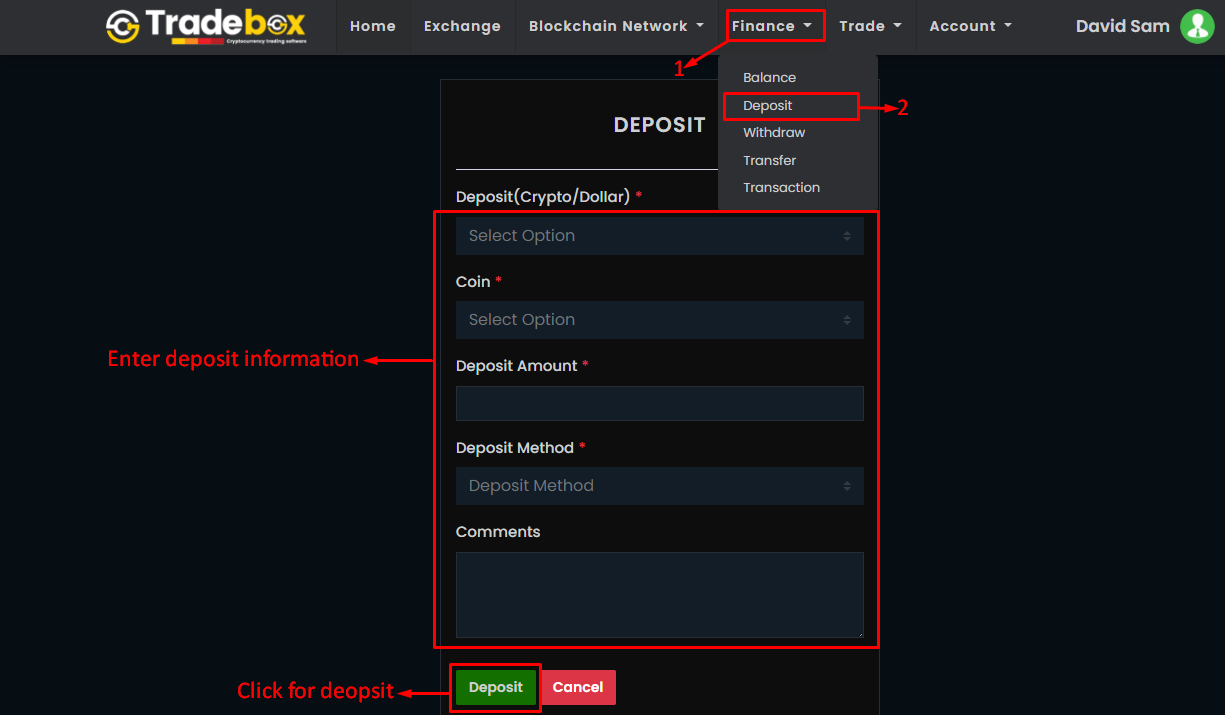 Tradebox
Cryptocurrency trading software
Home Exchange Blockchain Network Finance Trade Account David Sam
1
Balance
Deposit
2
Withdraw
Transfer
Transaction
DEPOSIT
Deposit(Crypto/Dollar) *
Select Option
Coin *
Select Option
Enter deposit information
Deposit Amount *
Deposit Method *
Deposit Method
Comments
Click for deopsit
Deposit Cancel